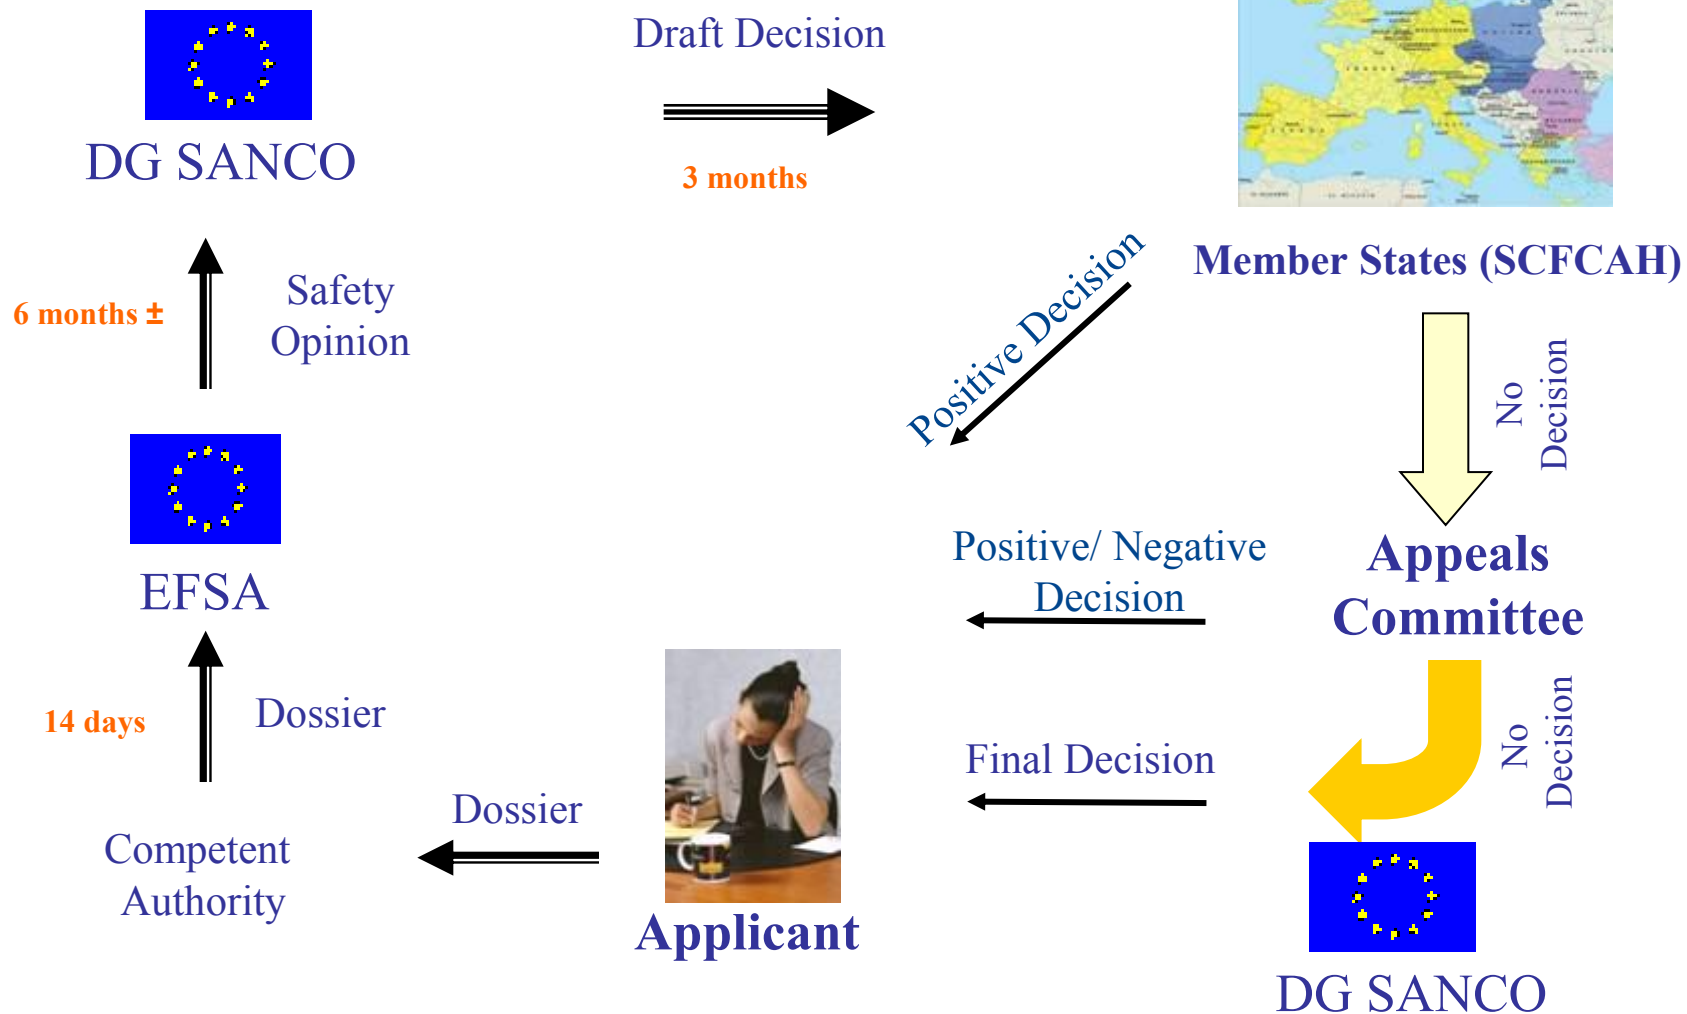 Draft Decision
DG SANCO
3 months
Member States (SCFCAH)
Positive Decision
6 months ±
Safety
Opinion
No
Decision
EFSA
Positive/ Negative
Decision
Appeals
Committee
14 days
Dossier
Final Decision
No
Decision
Dossier
Competent
Authority
Applicant
DG SANCO